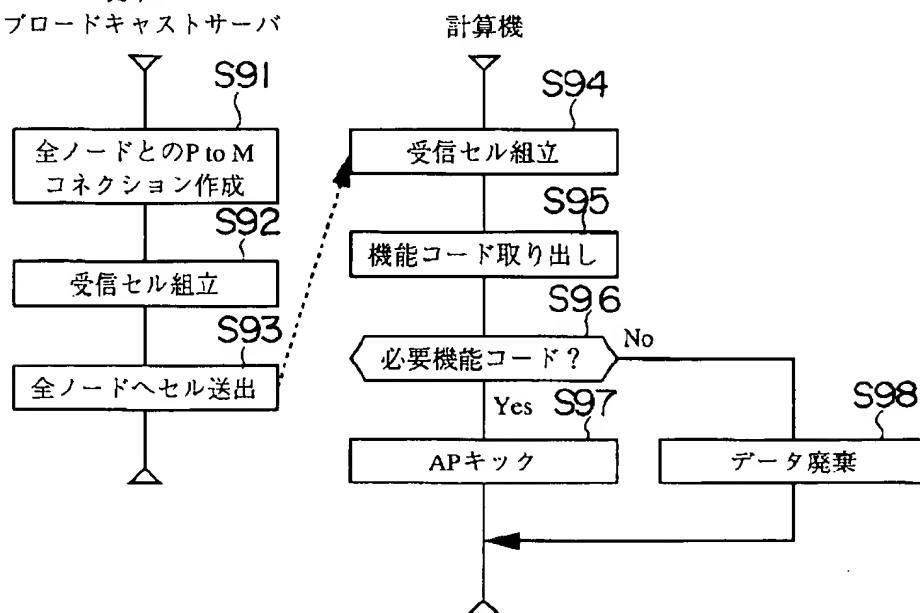 ブロードキャストサーバ
計算機
S91
全ノードとのP to M
コネクション作成
S92
受信セル組立
S93
全ノードへセル送出
S94
受信セル組立
S95
機能コード取り出し
S96
必要機能コード？
No
Yes
S97
APキック
S98
データ廃棄